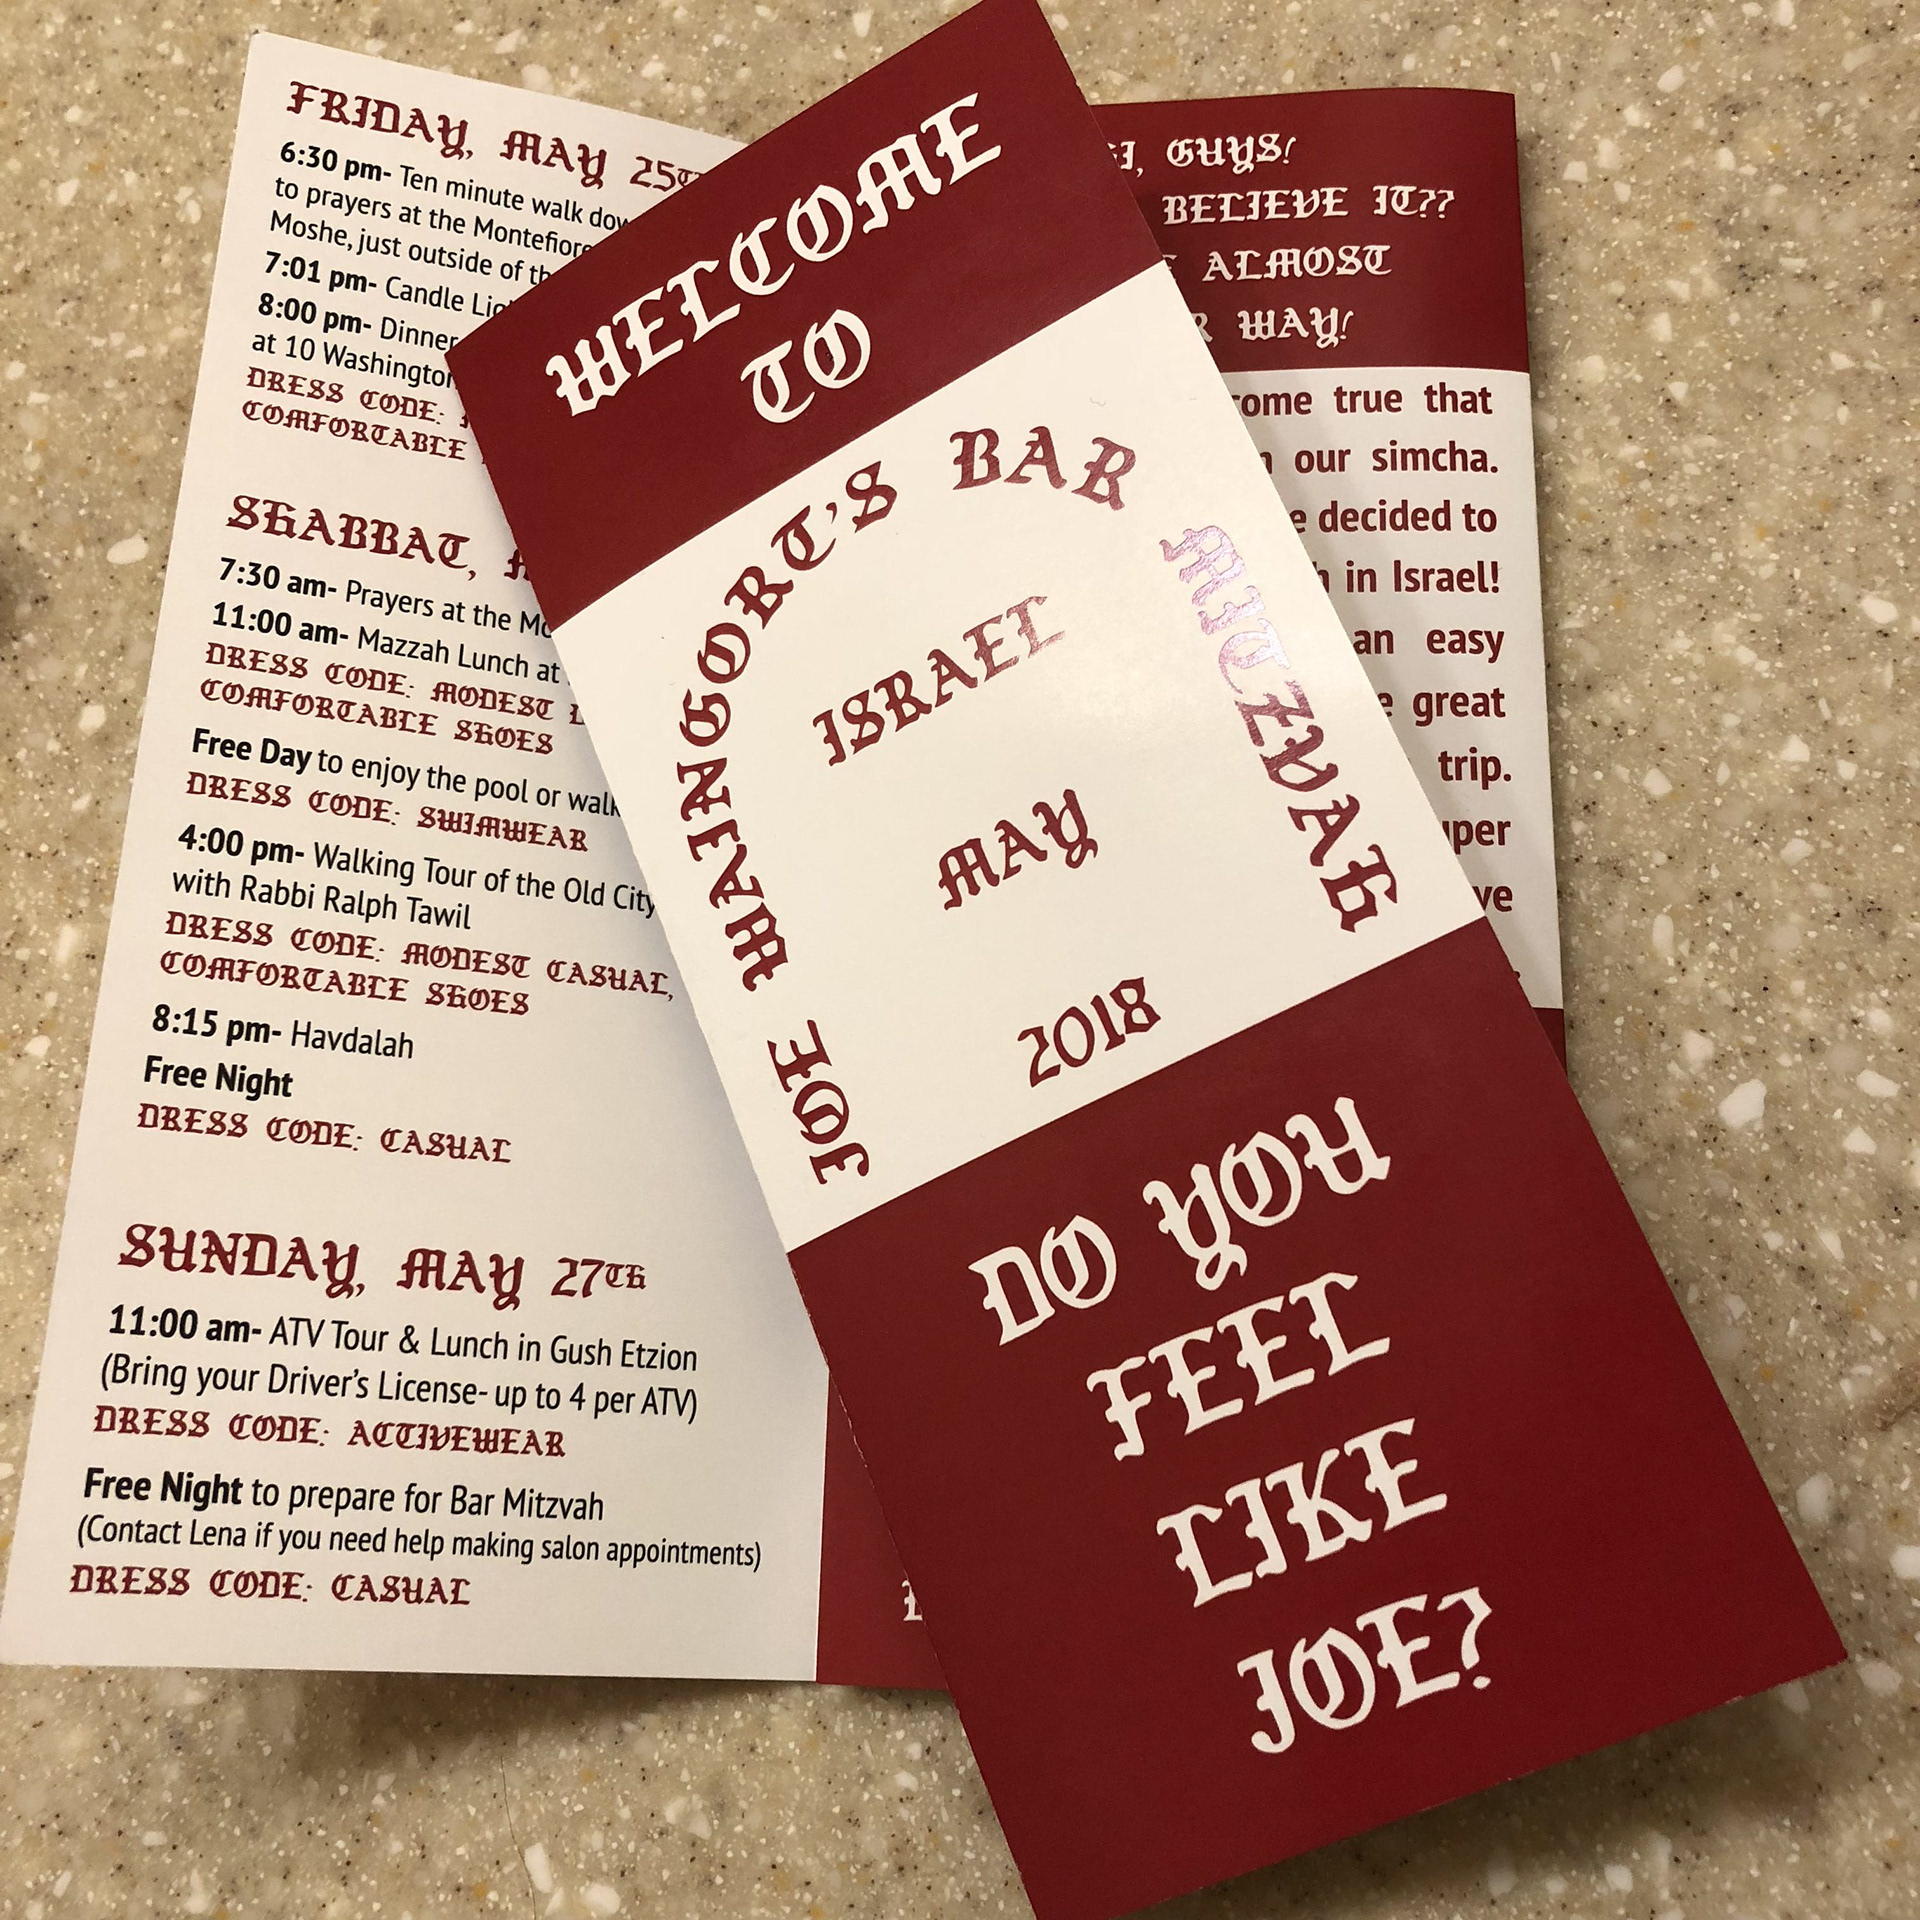 FRIDAY, MAY 25
6:30 pm- Ten minute walk
to prayers at the
Moshe, just outside of
7:01 pm- Candle
8:00 pm- Dinner
at 10 Washington
DRESS CODE:
COMFORTABLE
SHABBAT,
7:30 am- Prayers at the
11:00 am- Mazzah Lunch at
DRESS CODE: MODEST
COMFORTABLE SHOES
Free Day to enjoy the pool or walk
DRESS CODE: SWIMWEAR
4:00 pm- Walking Tour of the Old City
with Rabbi Ralph Tawil
DRESS CODE: MODEST CASUAL,
COMFORTABLE SHOES
8:15 pm- Havdalah
Free Night
DRESS CODE: CASUAL
SUNDAY, MAY 27TH
11:00 am- ATV Tour & Lunch in Gush Etzion
(Bring your Driver's License- up to 4 per ATV)
DRESS CODE: ACTIVEWEAR
Free Night to prepare for Bar Mitzvah
(Contact Lena if you need help making salon appointments)
DRESS CODE: CASUAL
WELCOME
TO
JOE WAINAGORT'S BAR MITZVAH
ISRAEL
MAY
2018
DO YOU
FEEL
LIKE
JOE?
GUYS!
BELIEVE IT??
ALMOST
WAY!
come true that
our simcha.
decided to
in Israel!
an easy
great
trip.